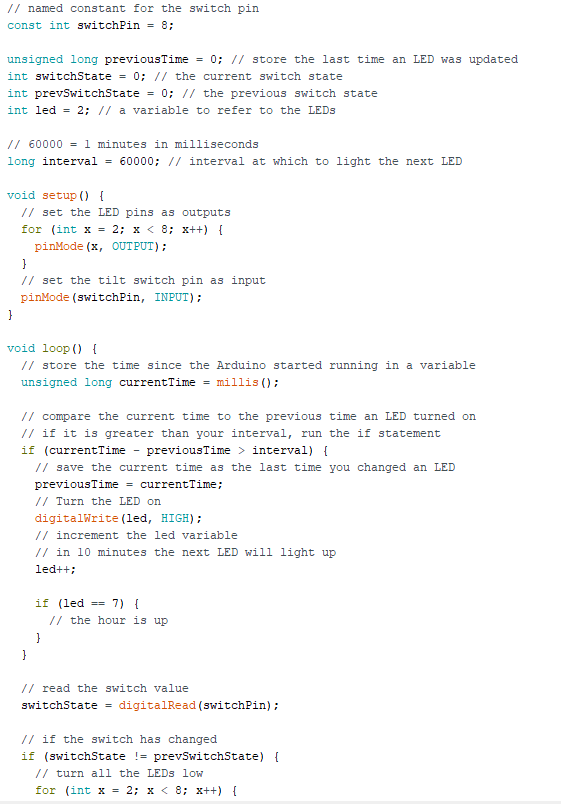 // named constant for the switch pin
const int switchPin = 8;

unsigned long previousTime = 0; // store the last time an LED was updated
int switchState = 0; // the current switch state
int prevSwitchState = 0; // the previous switch state
int led = 2; // a variable to refer to the LEDs

// 60000 = 1 minutes in milliseconds
long interval = 60000; // interval at which to light the next LED

void setup() {
  // set the LED pins as outputs
  for (int x = 2; x < 8; x++) {
    pinMode(x, OUTPUT);
  }
  // set the tilt switch pin as input
  pinMode(switchPin, INPUT);
}

void loop() {
  // store the time since the Arduino started running in a variable
  unsigned long currentTime = millis();

  // compare the current time to the previous time an LED turned on
  // if it is greater than your interval, run the if statement
  if (currentTime - previousTime > interval) {
    // save the current time as the last time you changed an LED
    previousTime = currentTime;
    // Turn the LED on
    digitalWrite(led, HIGH);
    // increment the led variable
    // in 10 minutes the next LED will light up
    led++;

    if (led == 7) {
      // the hour is up
    }
  }

  // read the switch value
  switchState = digitalRead(switchPin);

  // if the switch has changed
  if (switchState != prevSwitchState) {
    // turn all the LEDs low
    for (int x = 2; x < 8; x++) {